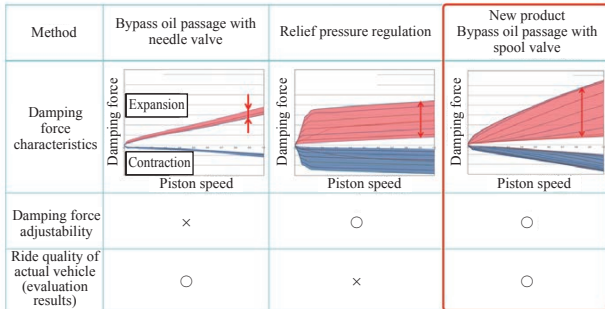 Method
Bypass oil passage with
needle valve
Relief pressure regulation
New product
Bypass oil passage with
spool valve
Damping
force
characteristics
Damping force
Expansion
Contraction
Piston speed
Damping force
Piston speed
Damping force
Piston speed
Damping force
adjustability
×
○
○
Ride quality of
actual vehicle
(evaluation
results)
○
×
○